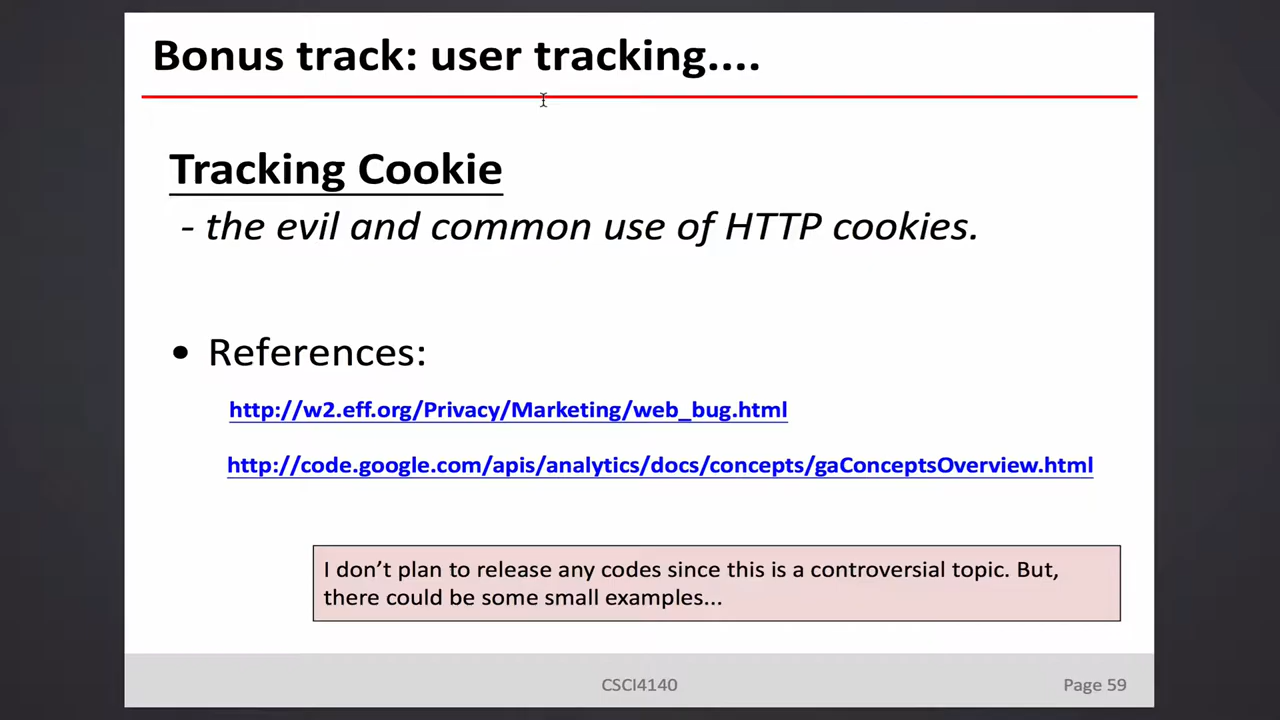 Bonus track: user tracking....
Tracking Cookie
- the evil and common use of HTTP cookies.
• References:
http://w2.eff.org/Privacy/Marketing/web_bug.html
http://code.google.com/apis/analytics/docs/concepts/gaConceptsOverview.html
I don’t plan to release any codes since this is a controversial topic. But,
there could be some small examples...
CSCI4140
Page 59